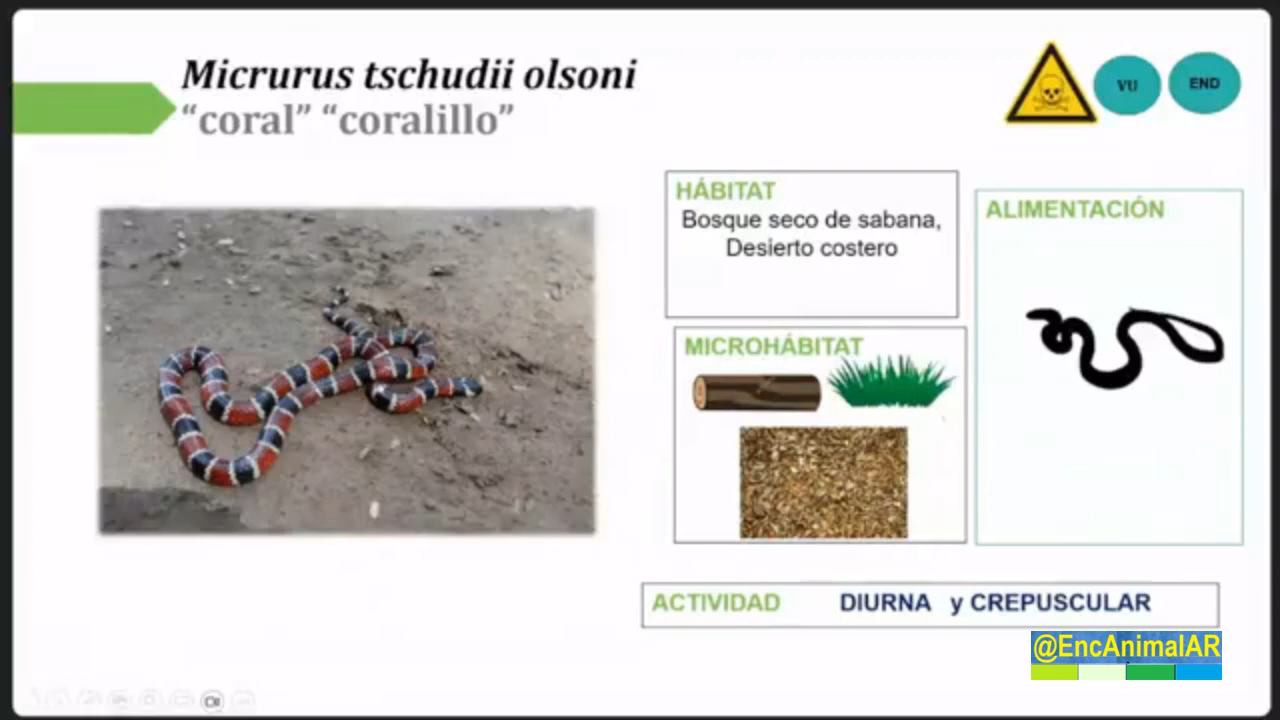 Micrurus tschudii olsoni
“coral” “coralillo”
VU
END
HÁBITAT
Bosque seco de sabana,
Desierto costero
MICROHÁBITAT
ALIMENTACIÓN
ACTIVIDAD DIURNA y CREPUSCULAR
@EncAnimalAR